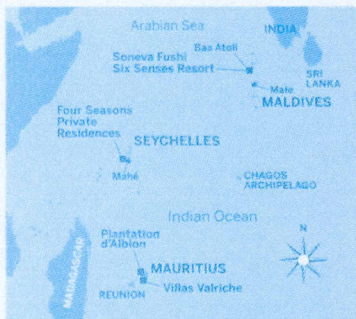 Arabian Sea
INDIA
Baa Atoll
Soneva Fushi
Six Senses Resort
SRI
LANKA
Male
MALDIVES
Four Seasons
Private
Residences
SEYCHELLES
Mahé
CHAGOS
ARCHIPELAGO
Indian Ocean
N
Plantation
d'Albion
MAURITIUS
Villas Valriche
REUNION
MADAGASCAR